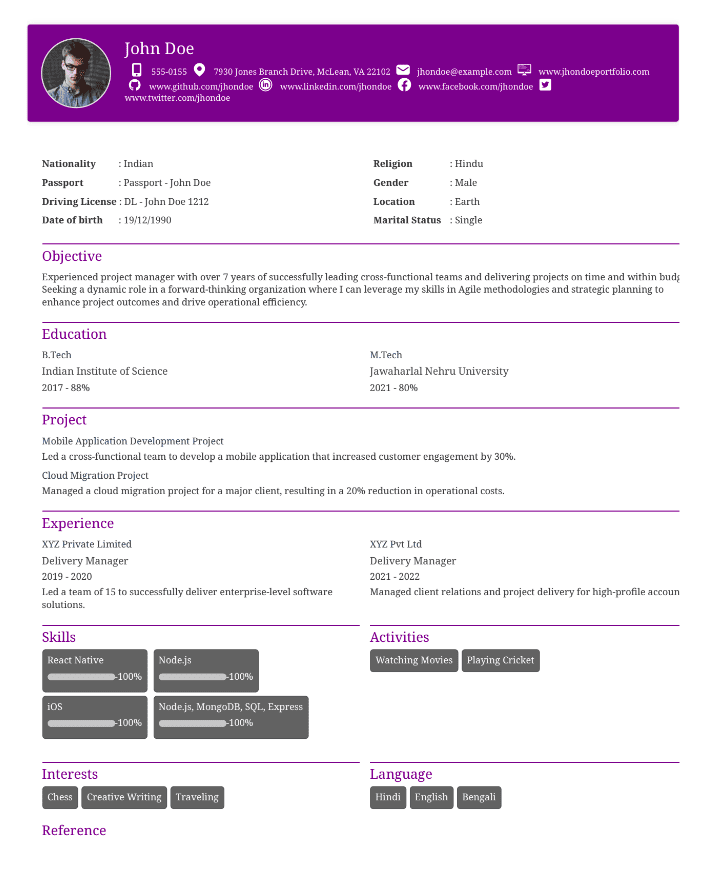 John Doe
555-0155 7930 Jones Branch Drive, McLean, VA 22102 jhondoe@example.com www.jhondoeportfolio.com
www.github.com/jhondoe www.linkedin.com/jhondoe www.facebook.com/jhondoe
www.twitter.com/jhondoe
Nationality : Indian
Religion : Hindu
Passport : Passport - John Doe
Gender : Male
Driving License : DL - John Doe 1212
Location : Earth
Date of birth : 19/12/1990
Marital Status : Single
Objective
Experienced project manager with over 7 years of successfully leading cross-functional teams and delivering projects on time and within budg
Seeking a dynamic role in a forward-thinking organization where I can leverage my skills in Agile methodologies and strategic planning to
enhance project outcomes and drive operational efficiency.
Education
B.Tech
Indian Institute of Science
2017 - 88%
M.Tech
Jawaharlal Nehru University
2021 - 80%
Project
Mobile Application Development Project
Led a cross-functional team to develop a mobile application that increased customer engagement by 30%.
Cloud Migration Project
Managed a cloud migration project for a major client, resulting in a 20% reduction in operational costs.
Experience
XYZ Private Limited
Delivery Manager
2019 - 2020
Led a team of 15 to successfully deliver enterprise-level software
solutions.
XYZ Pvt Ltd
Delivery Manager
2021 - 2022
Managed client relations and project delivery for high-profile accoun
Skills
React Native
-100%
Node.js
-100%
iOS
-100%
Node.js, MongoDB, SQL, Express
-100%
Activities
Watching Movies
Playing Cricket
Interests
Chess
Creative Writing
Traveling
Language
Hindi
English
Bengali
Reference